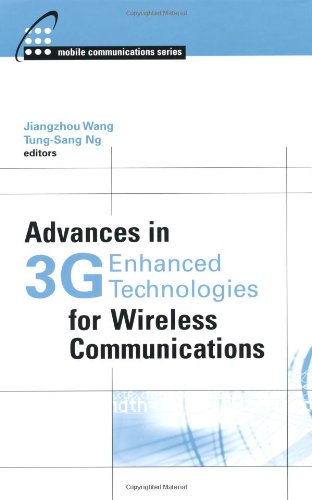 mobile communications series
Jiangzhou Wang
Tung-Sang Ng
editors
Advances in
3G Enhanced
Technologies
for Wireless
Communications